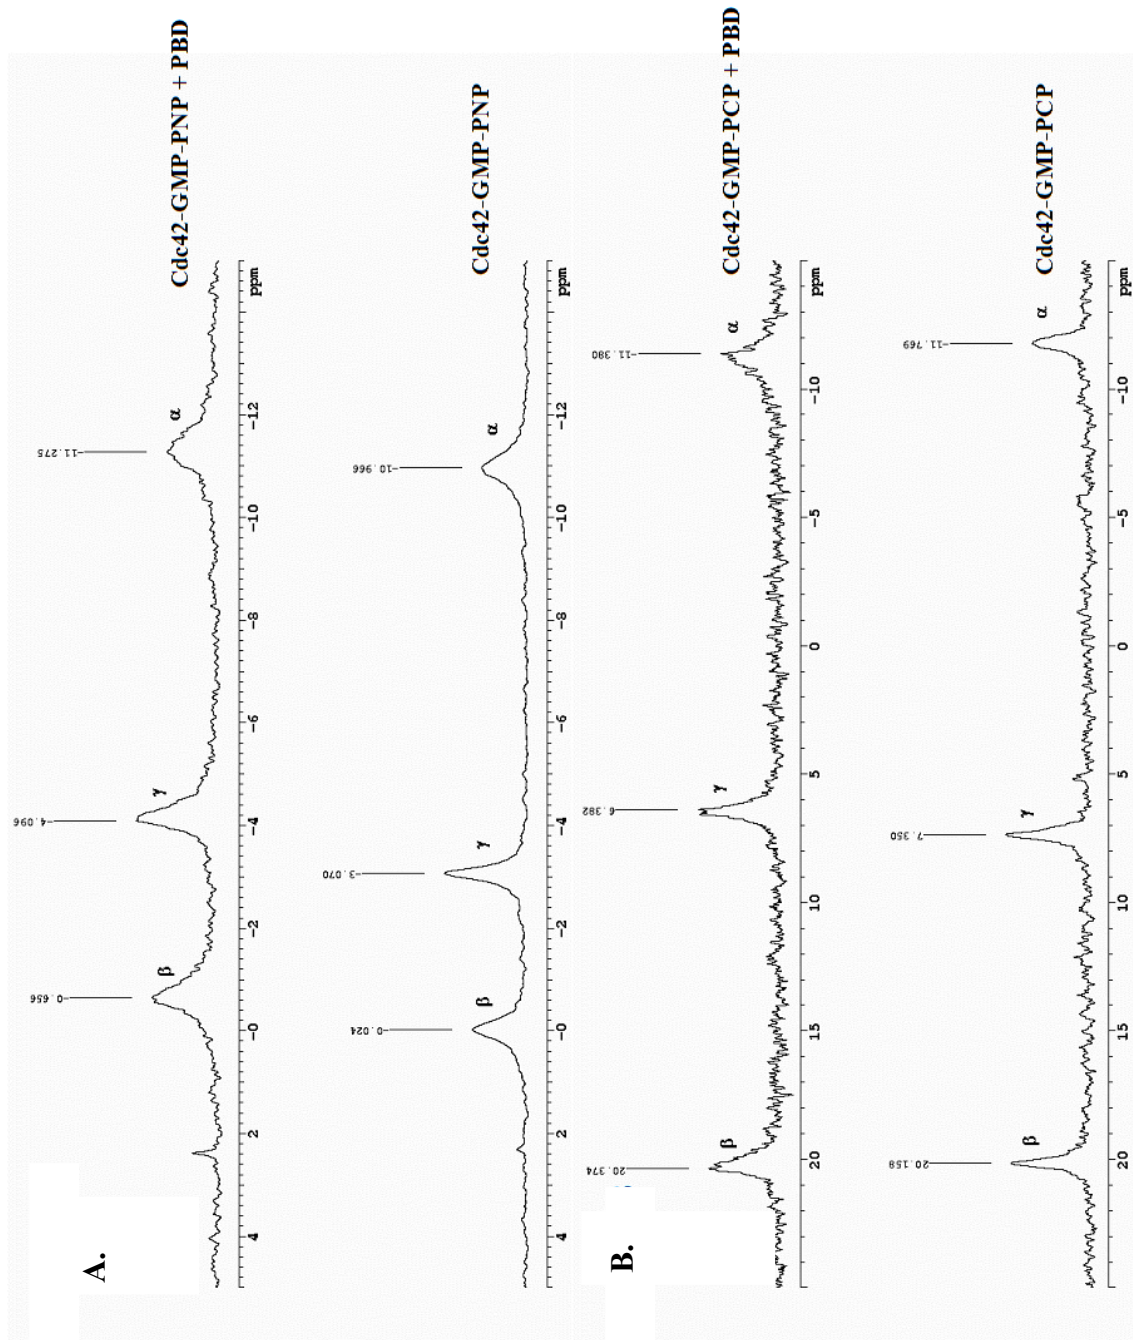 A.
-0.656 -4.096 -11.275
β γ α
Cdc42-GMP-PNP + PBD
4 2 -0 -2 -4 -6 -8 -10 -12 ppm
-0.024 -3.070 -10.966
β γ α
Cdc42-GMP-PNP
4 2 -0 -2 -4 -6 -8 -10 -12 ppm
B.
20.374 6.382 -11.380
β γ α
Cdc42-GMP-PCP + PBD
20 15 10 5 0 -5 -10 ppm
20.158 7.350 -11.769
β γ α
Cdc42-GMP-PCP
20 15 10 5 0 -5 -10 ppm